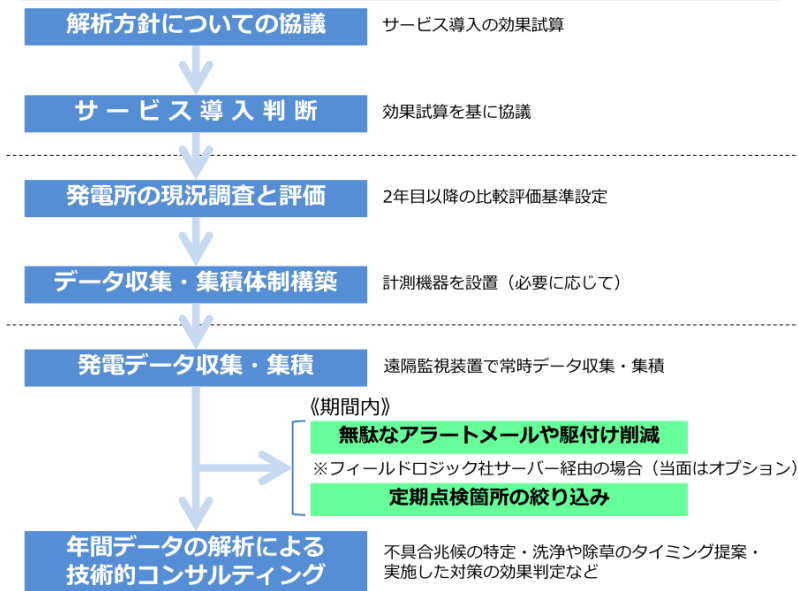 解析方針についての協議
サービス導入の効果試算
サービス導入判断
効果試算を基に協議
発電所の現況調査と評価
2年目以降の比較評価基準設定
データ収集・集積体制構築
計測機器を設置（必要に応じて）
発電データ収集・集積
遠隔監視装置で常時データ収集・集積
《期間内》
無駄なアラートメールや駆付け削減
※フィールドロジック社サーバー経由の場合（当面はオプション）
定期点検箇所の絞り込み
年間データの解析による
技術的コンサルティング
不具合兆候の特定・洗浄や除草のタイミング提案・
実施した対策の効果判定など